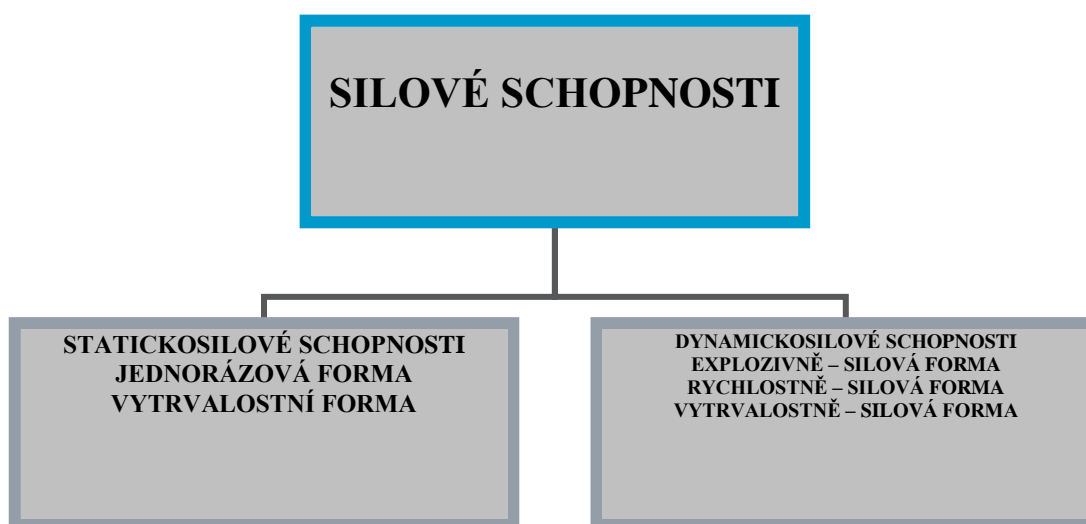 SILOVÉ SCHOPNOSTI
STATICKOSILOVÉ SCHOPNOSTI
JEDNORÁZOVÁ FORMA
VYTRVALOSTNÍ FORMA
DYNAMICKOSILOVÉ SCHOPNOSTI
EXPLOZIVNĚ – SILOVÁ FORMA
RYCHLOSTNĚ – SILOVÁ FORMA
VYTRVALOSTNĚ – SILOVÁ FORMA